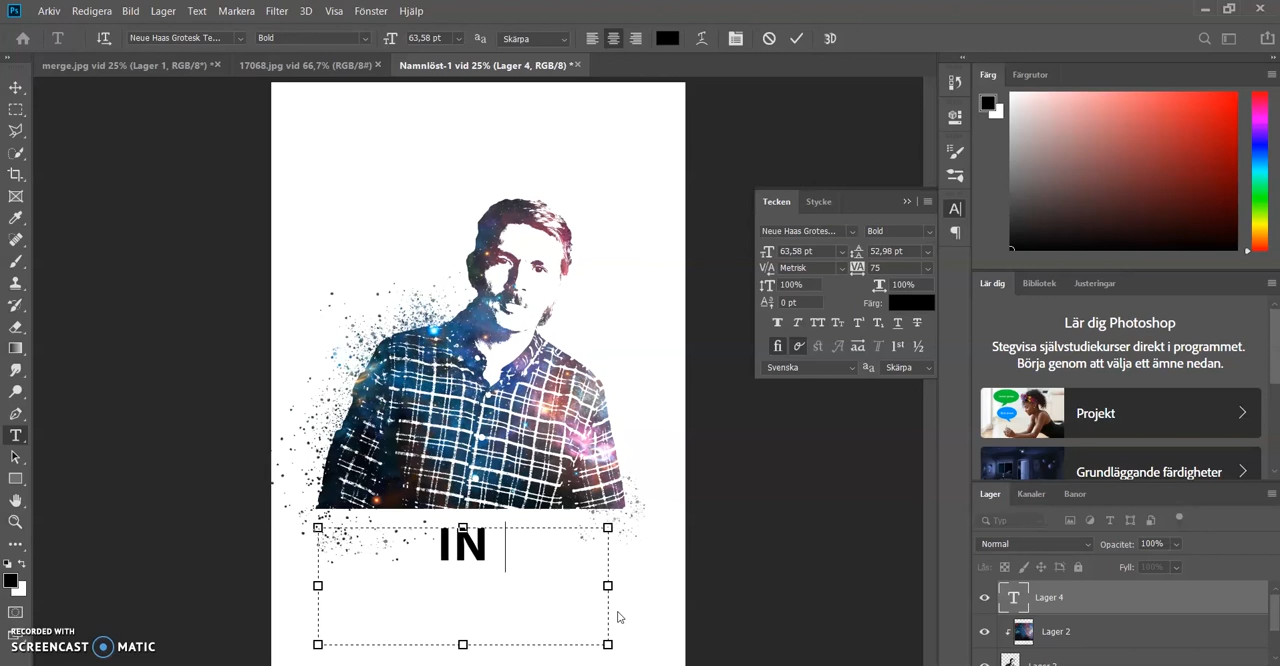 Ps Arkiv Redigera Bild Lager Text Markera Filter 3D Visa Fönster Hjälp
T Neue Haas Grotesk Te... Bold 63,58 pt Skärpa 3D
merge.jpg vid 25% (Lager 1, RGB/8*) * 17068.jpg vid 66,7% (RGB/8#) Namnlöst-1 vid 25% (Lager 4, RGB/8) *
Färg Färgrutor
Tecken Stycke
Neue Haas Grotes... Bold
63,58 pt 52,98 pt
Metrisk 75
100% 100%
0 pt Färg:
Svenska Skärpa
Lär dig Bibliotek Justeringar
Lär dig Photoshop
Stegvisa självstudiekurser direkt i programmet.
Börja genom att välja ett ämne nedan.
Projekt
Grundläggande färdigheter
Lager Kanaler Banor
Typ
Normal Opacitet: 100%
Lås: Fyll: 100%
Lager 4
Lager 2
IN
RECORDED WITH
SCREENCAST MATIC